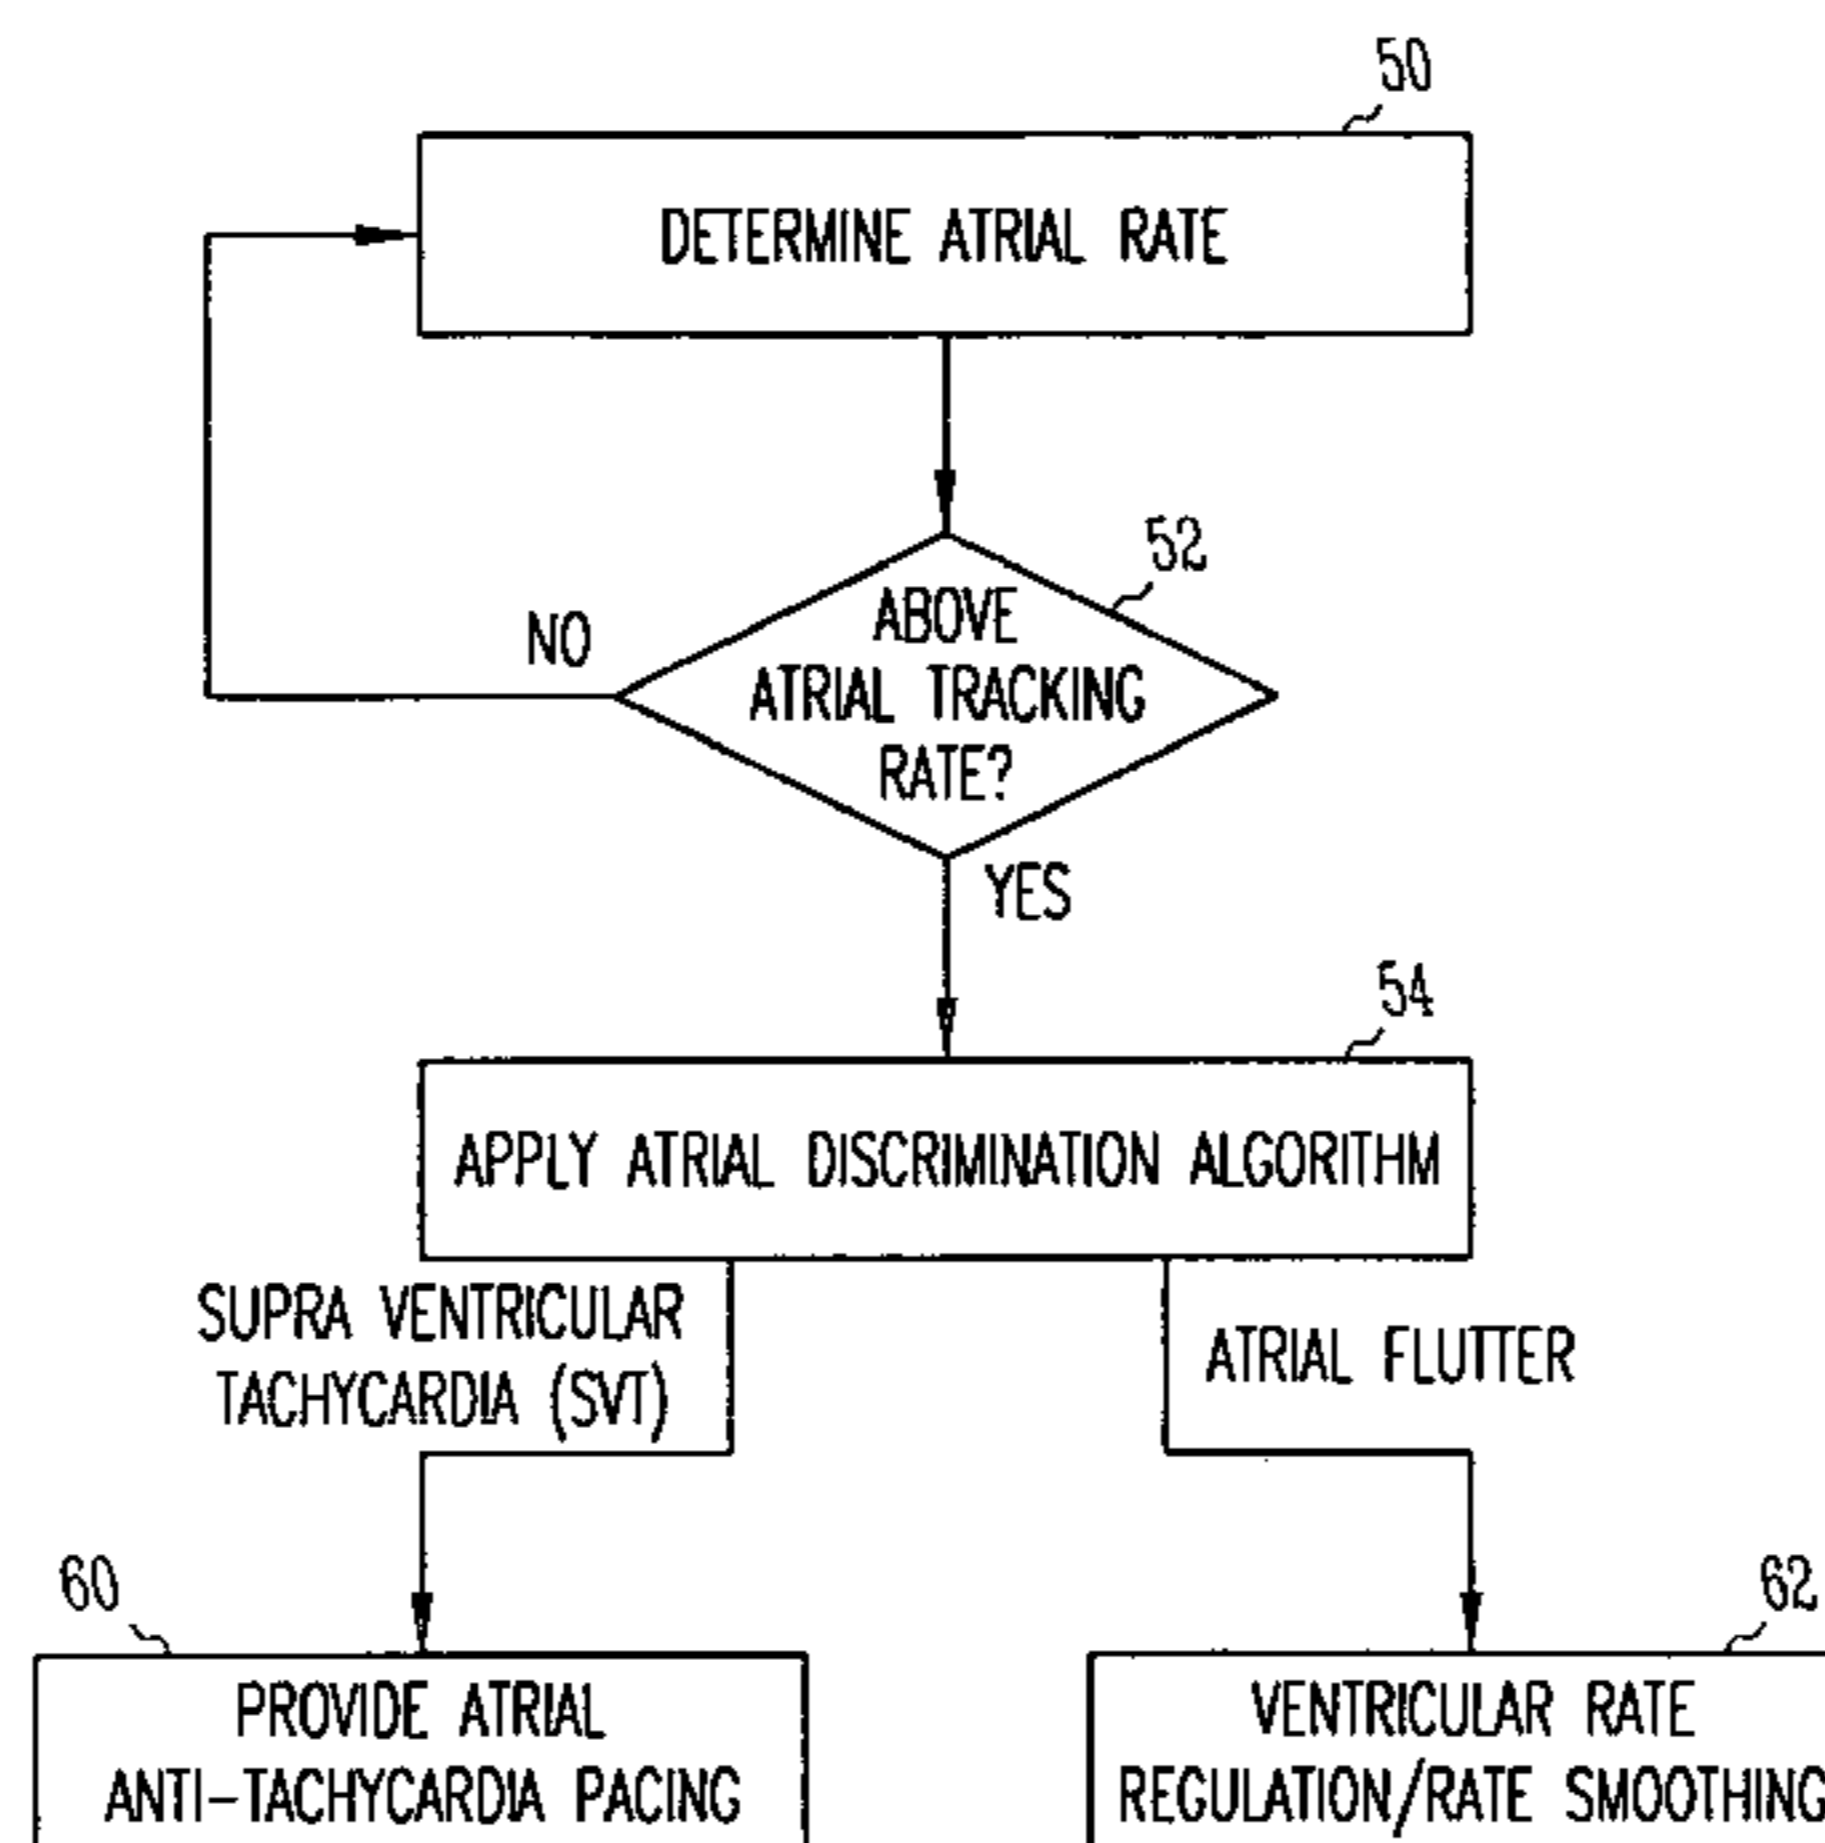 50
DETERMINE ATRIAL RATE
52
ABOVE
ATRIAL TRACKING
RATE?
NO
YES
54
APPLY ATRIAL DISCRIMINATION ALGORITHM
SUPRA VENTRICULAR
TACHYCARDIA (SVT)
ATRIAL FLUTTER
60
PROVIDE ATRIAL
ANTI-TACHYCARDIA PACING
62
VENTRICULAR RATE
REGULATION/RATE SMOOTHING